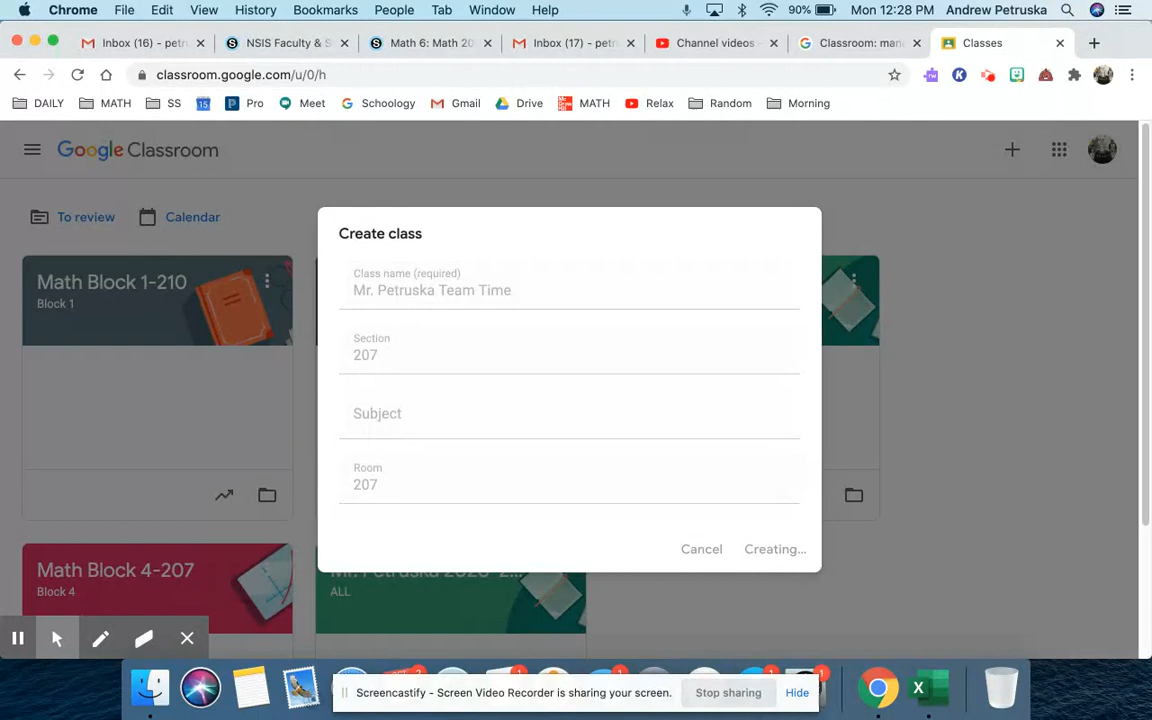 Chrome File Edit View History Bookmarks People Tab Window Help 90% Mon 12:28 PM Andrew Petruska
Inbox (16) - petr NSIS Faculty & S Math 6: Math 20 Inbox (17) - petr Channel videos - Classroom: mana Classes
classroom.google.com/u/0/h
DAILY MATH SS 15 Pro Meet Schoology Gmail Drive MATH Relax Random Morning
Google Classroom
To review Calendar
Create class
Math Block 1-210
Block 1
Class name (required)
Mr. Petruska Team Time
Section
207
Subject
Room
207
Cancel Creating...
Math Block 4-207
Block 4
Mr. Petruska 2020-2...
ALL
Screencastify - Screen Video Recorder is sharing your screen. Stop sharing Hide